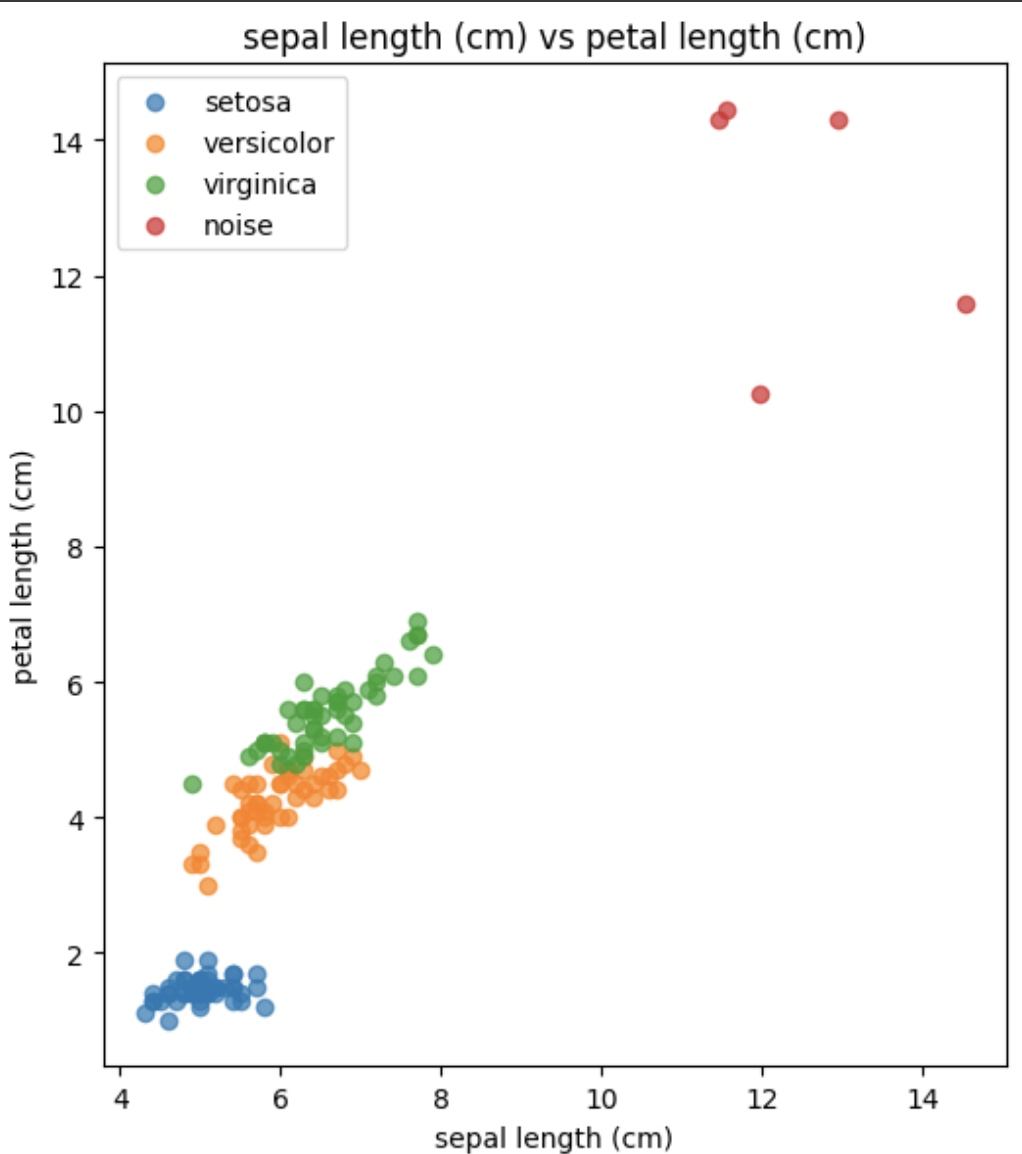 sepal length (cm) vs petal length (cm)
setosa
versicolor
virginica
noise
14
12
10
8
6
4
2
petal length (cm)
4
6
8
10
12
14
sepal length (cm)